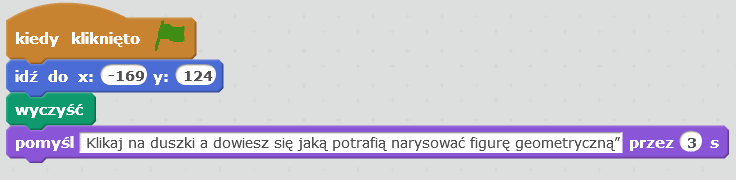 kiedy kliknięto
idź do x: -169 y: 124
wyczyść
pomyśl Klikaj na duszki a dowiesz się jaką potrafią narysować figurę geometryczną” przez 3 s